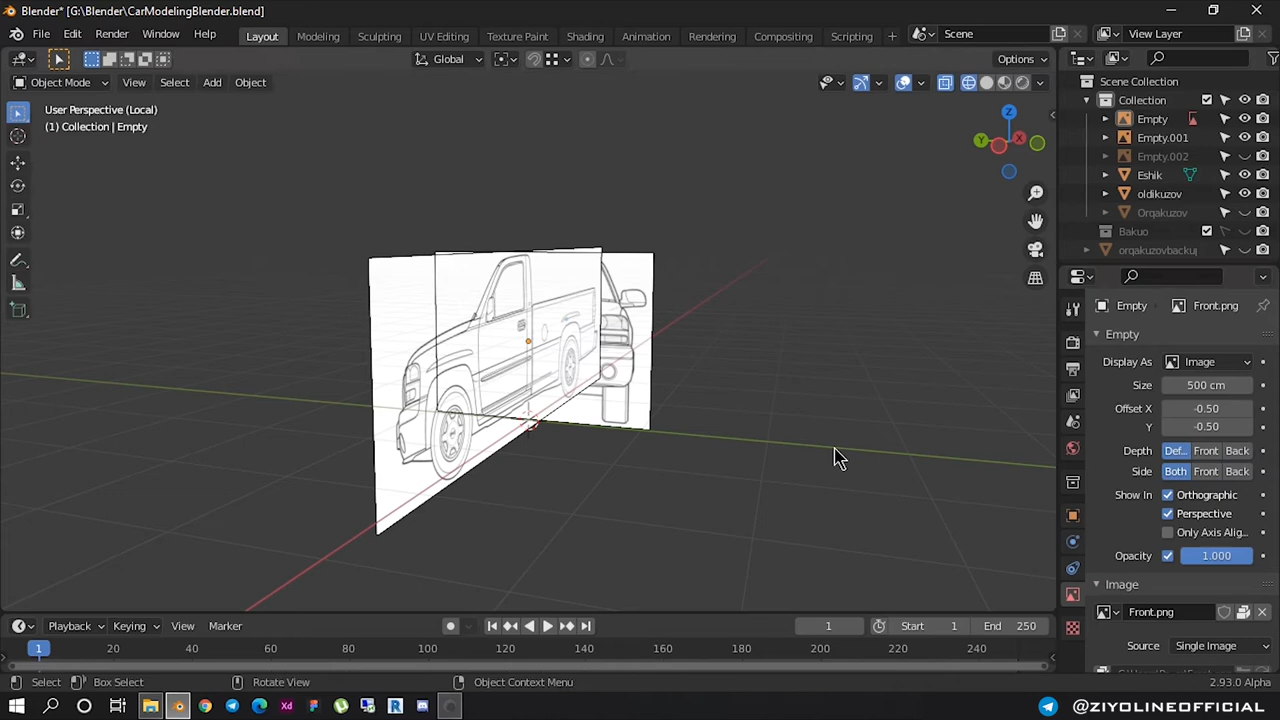 Blender* [G:\Blender\CarModelingBlender.blend]
File Edit Render Window Help Layout Modeling Sculpting UV Editing Texture Paint Shading Animation Rendering Compositing Scripting + Scene View Layer
Global Options
Object Mode View Select Add Object
User Perspective (Local)
(1) Collection | Empty
Z
Y X
Scene Collection
Collection
Empty
Empty.001
Empty.002
Eshik
oldikuzov
Orqakuzov
Bakuo
orqakuzovbackuj
Empty Front.png
Empty
Display As Image
Size 500 cm
Offset X -0.50
Y -0.50
Depth Def... Front Back
Side Both Front Back
Show In Orthographic
Perspective
Only Axis Alig...
Opacity 1.000
Image
Front.png
Source Single Image
Playback Keying View Marker 1 Start 1 End 250
1 20 40 60 80 100 120 140 160 180 200 220 240
Select Box Select Rotate View Object Context Menu 2.93.0 Alpha
Xd R @ZIYOLINEOFFICIAL